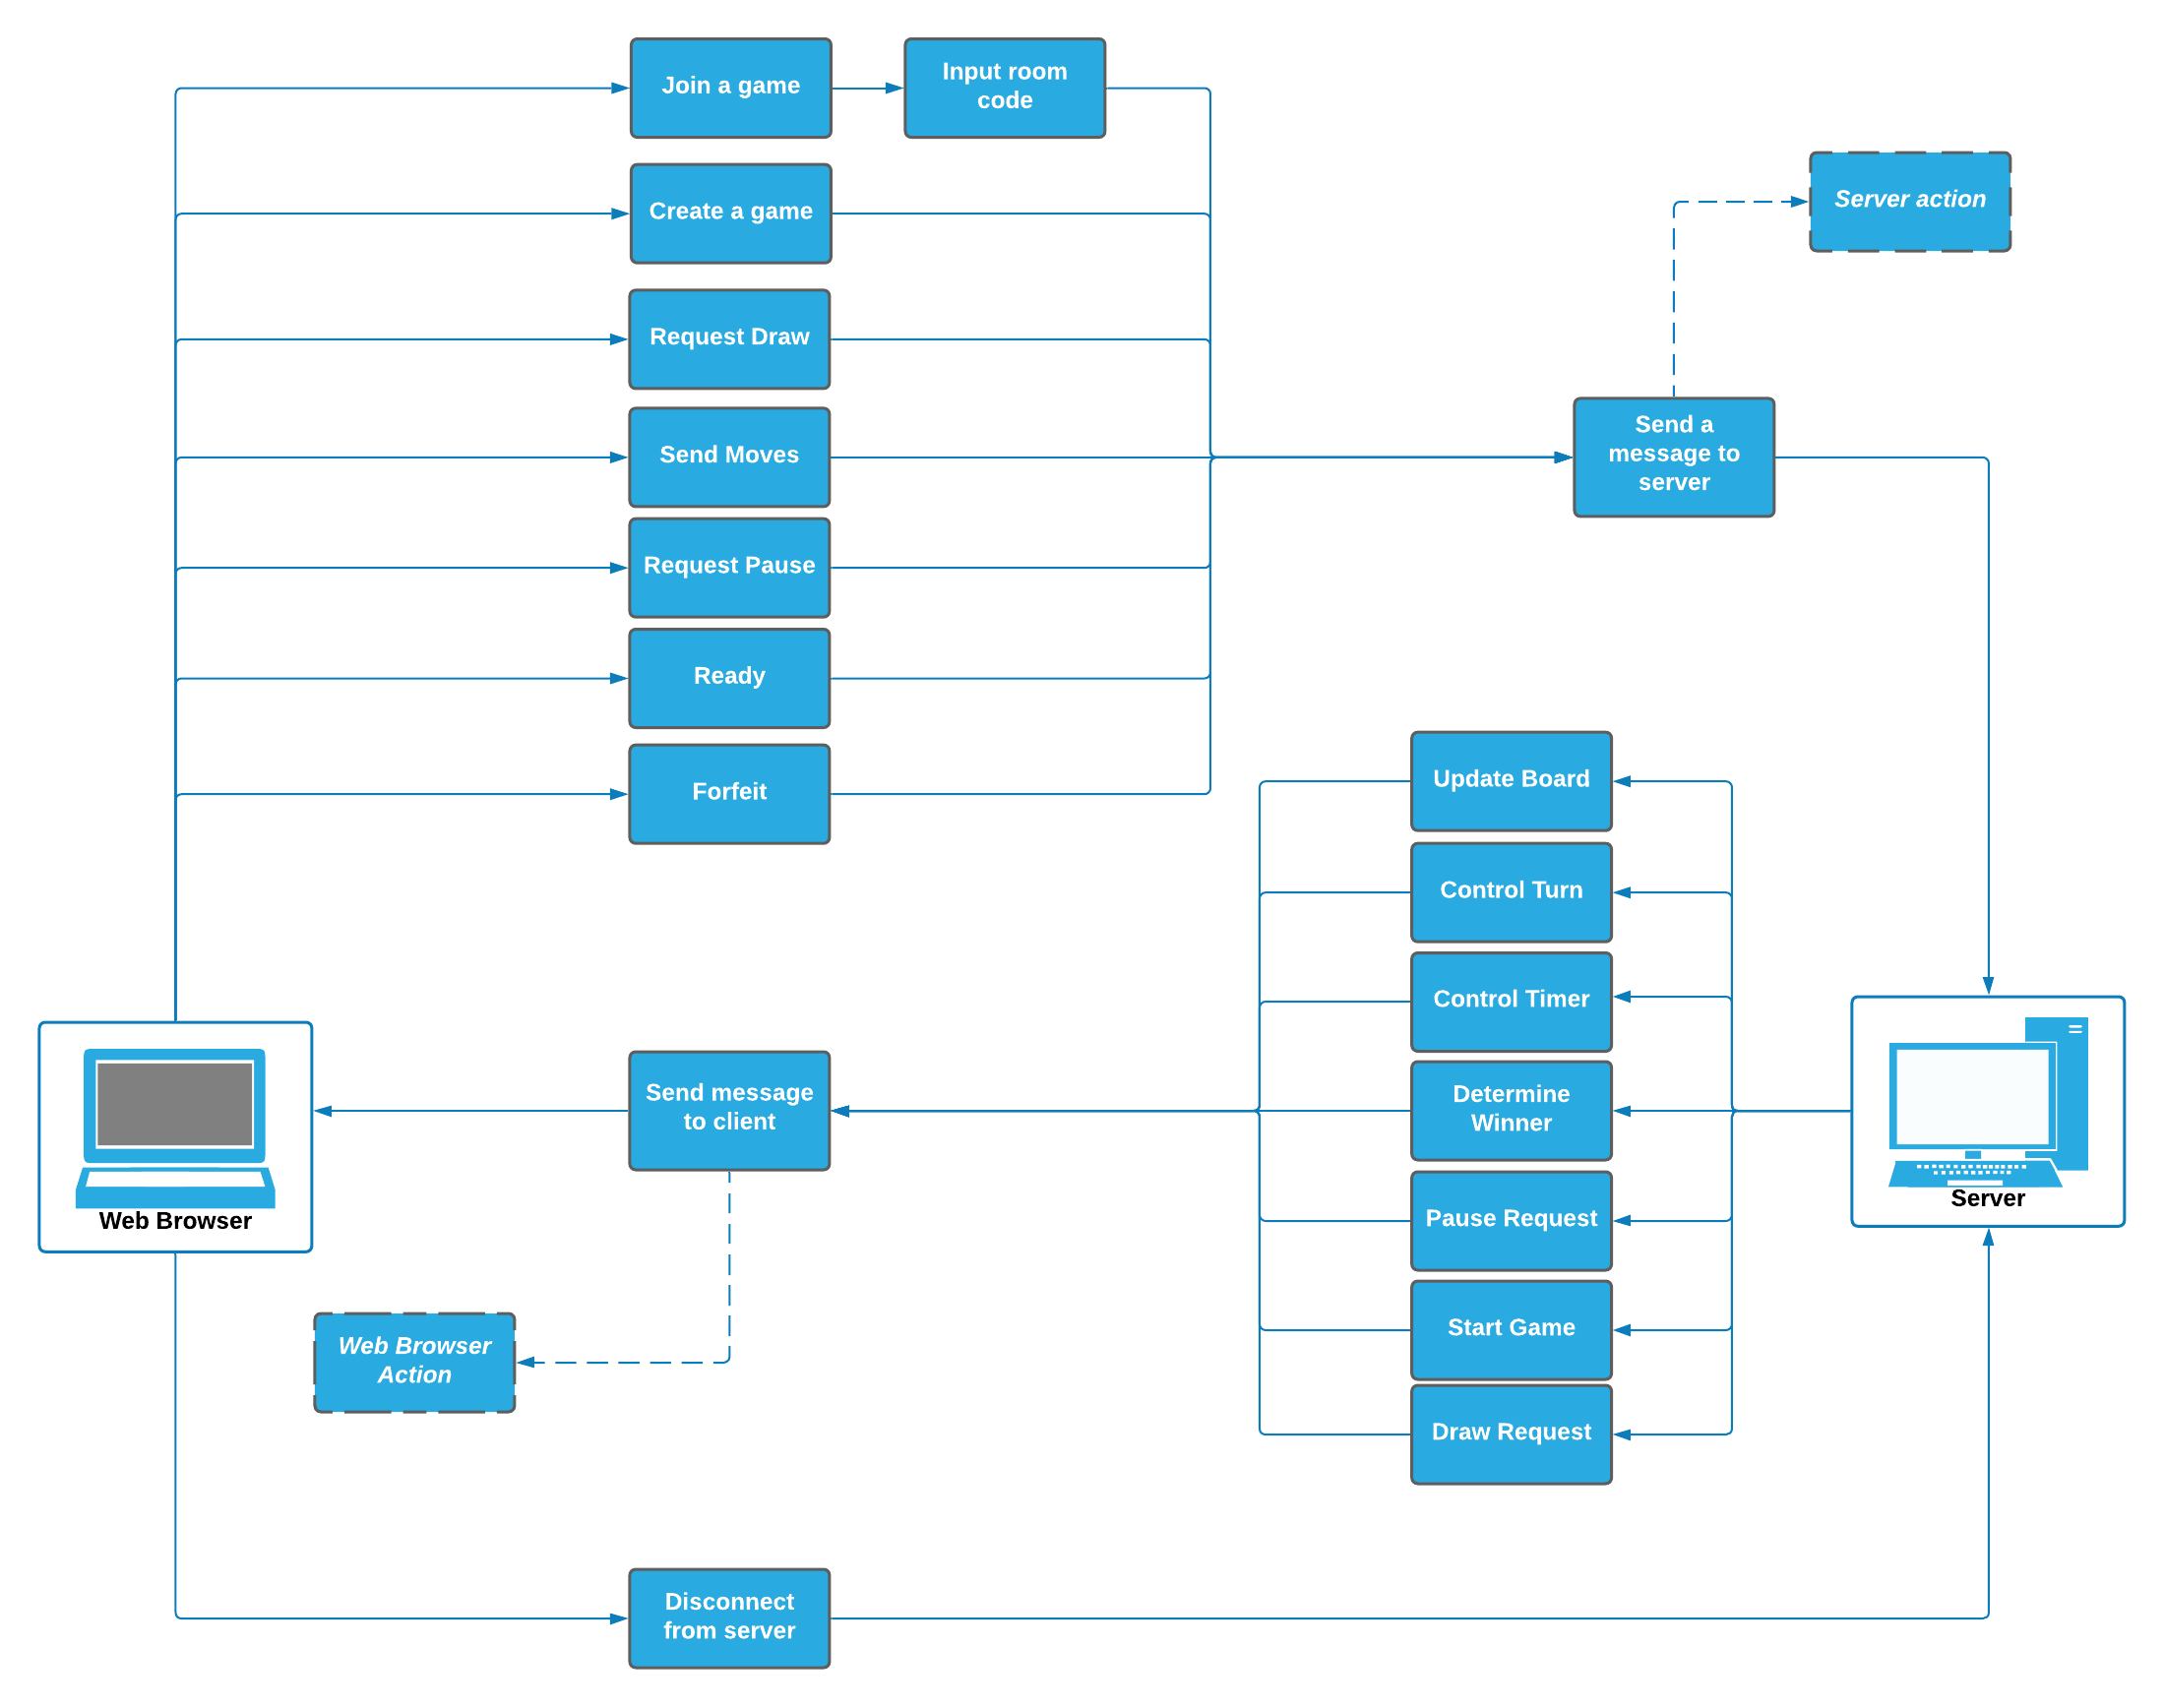 Join a game
Input room
code
Create a game
Server action
Request Draw
Send Moves
Send a
message to
server
Request Pause
Ready
Forfeit
Update Board
Control Turn
Control Timer
Determine
Winner
Send message
to client
Pause Request
Server
Web Browser
Start Game
Web Browser
Action
Draw Request
Disconnect
from server